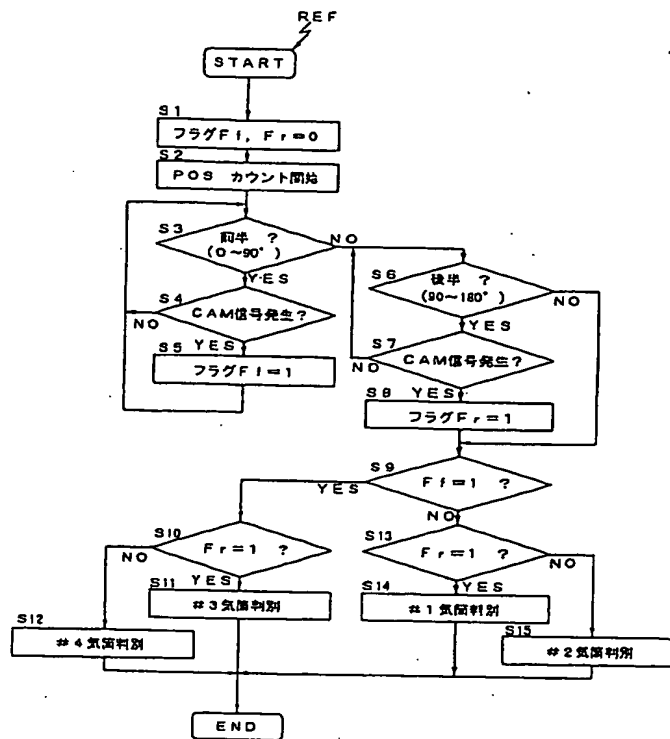 REF
START
S1
フラグFf, Fr=0
S2
POS カウント開始
S3
前半 ?
(0~90°)
NO
YES
S4
CAM信号発生?
NO
YES
S5
フラグFf=1
S6
後半 ?
(90~180°)
NO
YES
S7
CAM信号発生?
NO
S8
YES
フラグFr=1
S9
Ff=1 ?
YES
NO
S10
Fr=1 ?
NO
YES
S13
Fr=1 ?
NO
YES
S11
#3気筒判別
S14
#1気筒判別
S12
#4気筒判別
S15
#2気筒判別
END